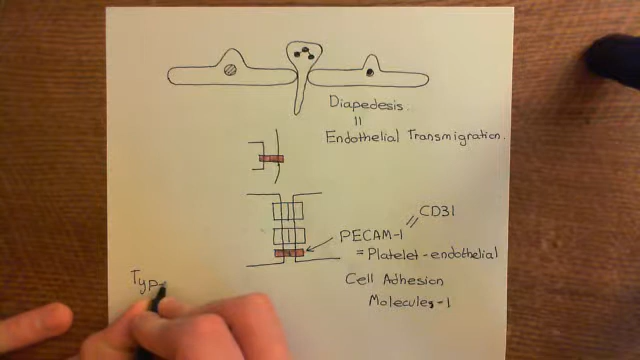 Diapedesis.
=
Endothelial Transmigration.
CD31
=
PECAM-1
= Platelet-endothelial
Cell Adhesion
Molecules-1
Typ